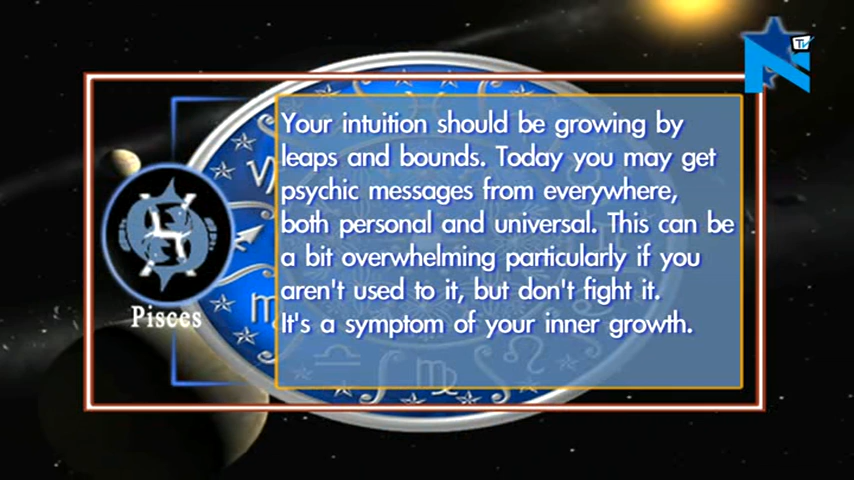 TV
N
Your intuition should be growing by
leaps and bounds. Today you may get
psychic messages from everywhere,
both personal and universal. This can be
a bit overwhelming particularly if you
aren't used to it, but don't fight it.
It's a symptom of your inner growth.
Pisces